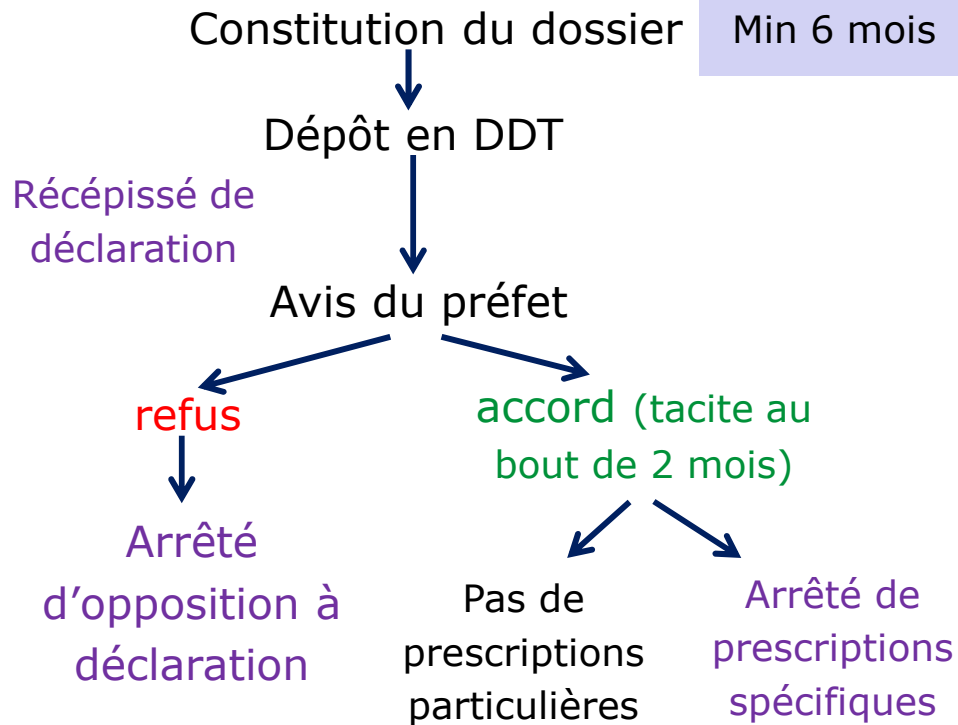 Constitution du dossier
Min 6 mois
Dépôt en DDT
Récépissé de
déclaration
Avis du préfet
refus
accord (tacite au
bout de 2 mois)
Arrêté
d’opposition à
déclaration
Pas de
prescriptions
particulières
Arrêté de
prescriptions
spécifiques